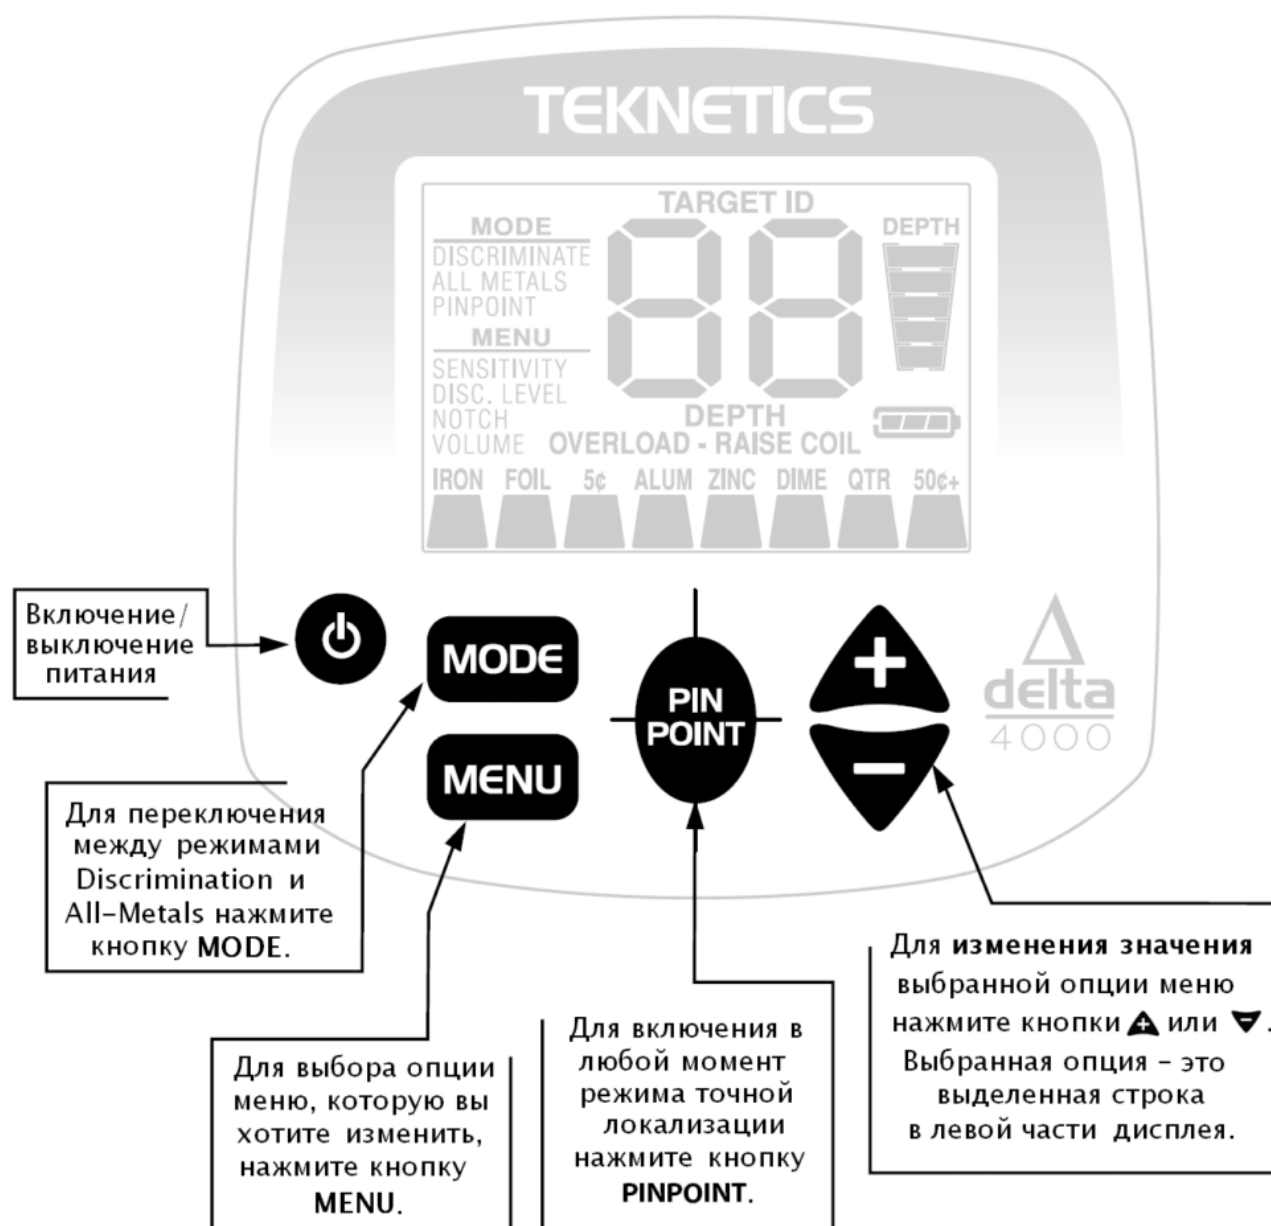 TEKNETICS
TARGET ID
MODE
DISCRIMINATE
ALL METALS
PINPOINT
MENU
SENSITIVITY
DISC. LEVEL
NOTCH
VOLUME
88
DEPTH
DEPTH
OVERLOAD - RAISE COIL
IRON FOIL 5¢ ALUM ZINC DIME QTR 50¢+
Включение/
выключение
питания
MODE
MENU
PIN
POINT
+
−
delta
4000
Для переключения
между режимами
Discrimination и
All-Metals нажмите
кнопку MODE.
Для выбора опции
меню, которую вы
хотите изменить,
нажмите кнопку
MENU.
Для включения в
любой момент
режима точной
локализации
нажмите кнопку
PINPOINT.
Для изменения значения
выбранной опции меню
нажмите кнопки + или −.
Выбранная опция – это
выделенная строка
в левой части дисплея.